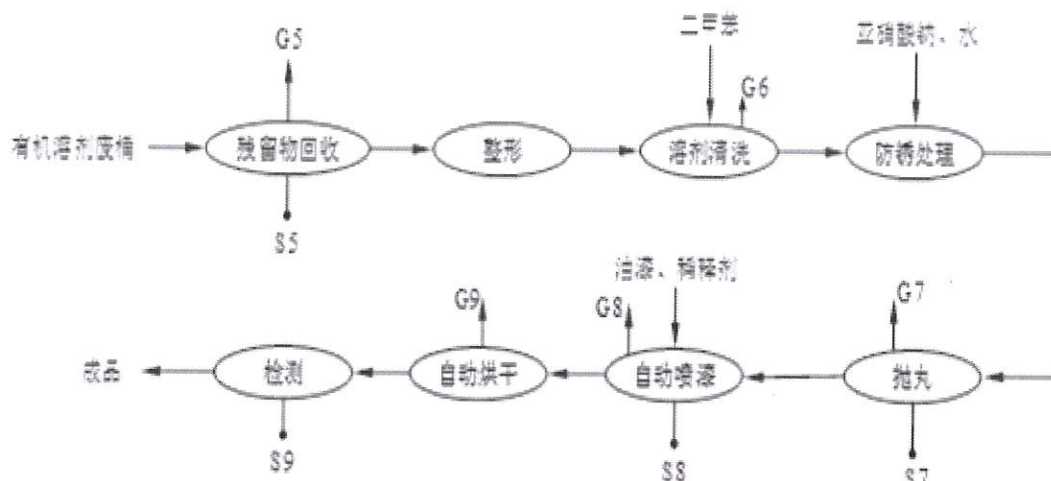 G5
二甲苯
亚硝酸钠、水
G6
有机溶剂废桶
残留物回收
整形
溶剂清洗
防锈处理
S5
油漆、稀释剂
G9
G8
G7
成品
检测
自动烘干
自动喷漆
抛丸
S9
S8
S7